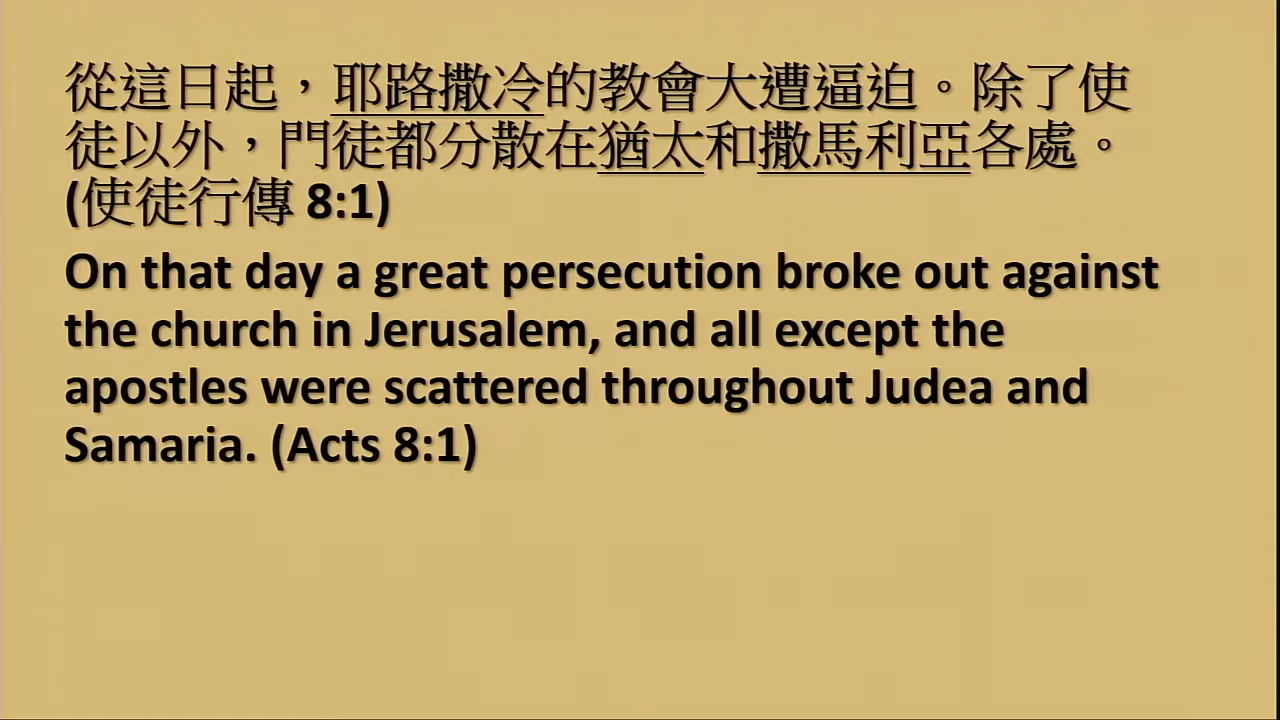 從這日起，耶路撒冷的教會大遭逼迫。除了使
徒以外，門徒都分散在猶太和撒馬利亞各處。
(使徒行傳 8:1)
On that day a great persecution broke out against
the church in Jerusalem, and all except the
apostles were scattered throughout Judea and
Samaria. (Acts 8:1)